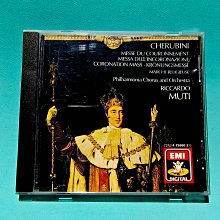 CHERUBINI
MESSE DU COURONNEMENT
MESSA DELL'INCORONAZIONE
CORONATION MASS · KRÖNUNGSMESSE
MARCHE RELIGIEUSE
Philharmonia Chorus and Orchestra
RICCARDO
MUTI
EMI
DIGITAL